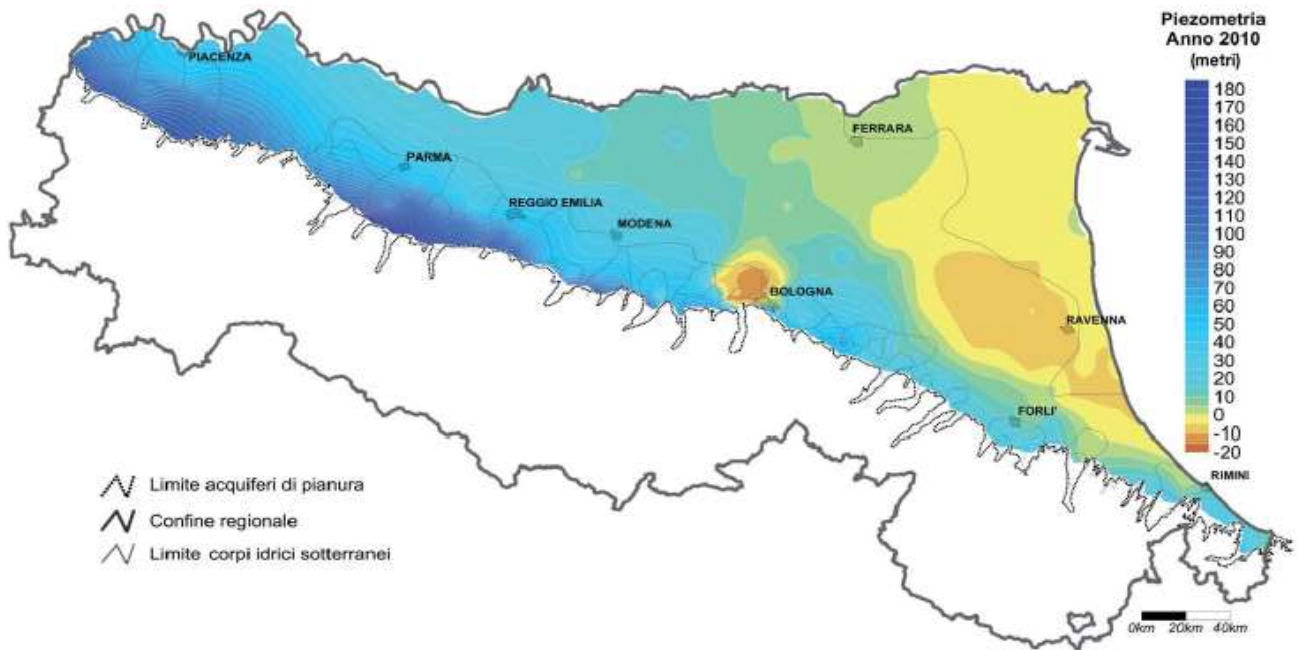 Piezometria
Anno 2010
(metri)
180
170
160
150
140
130
120
110
100
90
80
70
60
50
40
30
20
10
0
-10
-20
PIACENZA
PARMA
REGGIO EMILIA
MODENA
BOLOGNA
FERRARA
RAVENNA
FORLI'
RIMINI
Limite acquiferi di pianura
Confine regionale
Limite corpi idrici sotterranei
0km 20km 40km